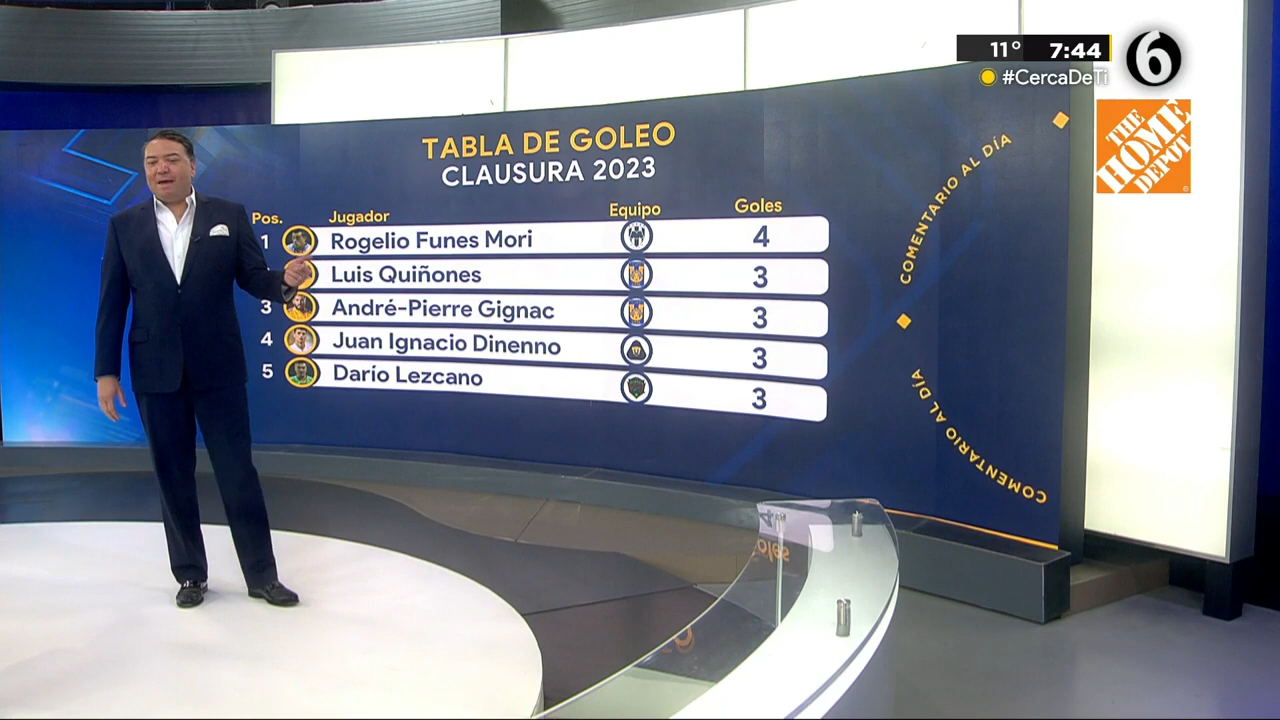 11° 7:44 6
#CercaDeTi
THE
HOME
DEPOT
TABLA DE GOLEO
CLAUSURA 2023
Pos. Jugador Equipo Goles
1 Rogelio Funes Mori 4
Luis Quiñones 3
3 André-Pierre Gignac 3
4 Juan Ignacio Dinenno 3
5 Darío Lezcano 3
COMENTARIO AL DÍA
COMENTARIO AL DÍA